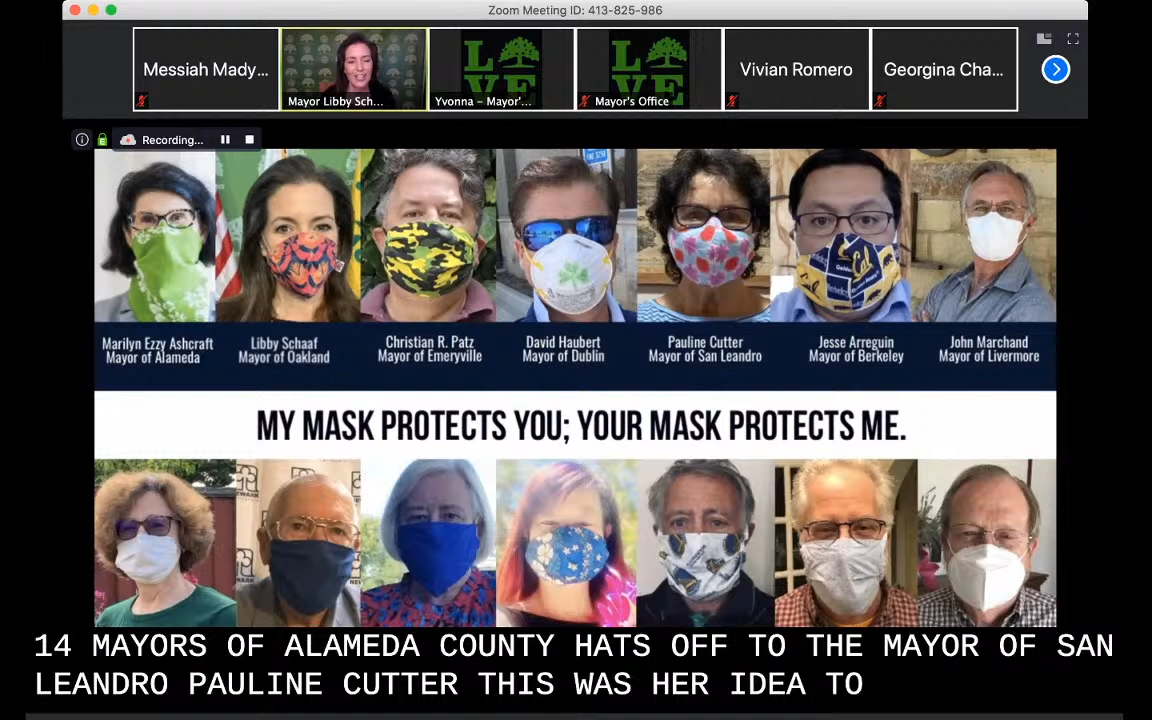 Zoom Meeting ID: 413-825-986
Messiah Mady...
Mayor Libby Sch...
LOVE
Yvonna – Mayor'...
LOVE
Mayor's Office
Vivian Romero
Georgina Cha...
Recording...
Marilyn Ezzy Ashcraft
Mayor of Alameda
Libby Schaaf
Mayor of Oakland
Christian R. Patz
Mayor of Emeryville
David Haubert
Mayor of Dublin
Pauline Cutter
Mayor of San Leandro
Jesse Arreguin
Mayor of Berkeley
John Marchand
Mayor of Livermore
MY MASK PROTECTS YOU; YOUR MASK PROTECTS ME.
14 MAYORS OF ALAMEDA COUNTY HATS OFF TO THE MAYOR OF SAN
LEANDRO PAULINE CUTTER THIS WAS HER IDEA TO